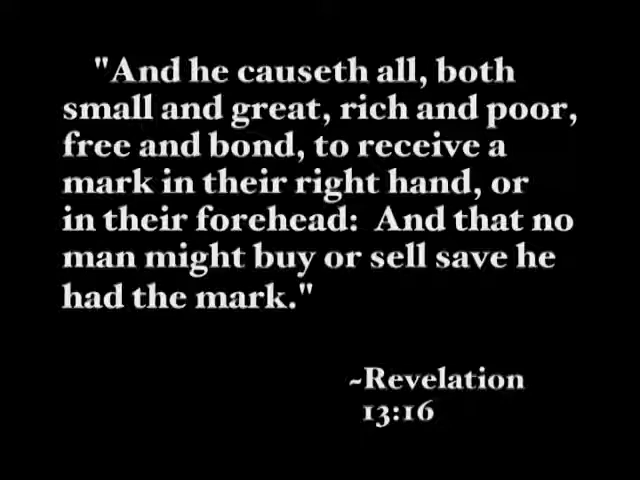 "And he causeth all, both
small and great, rich and poor,
free and bond, to receive a
mark in their right hand, or
in their forehead:  And that no
man might buy or sell save he
had the mark."
~Revelation
13:16